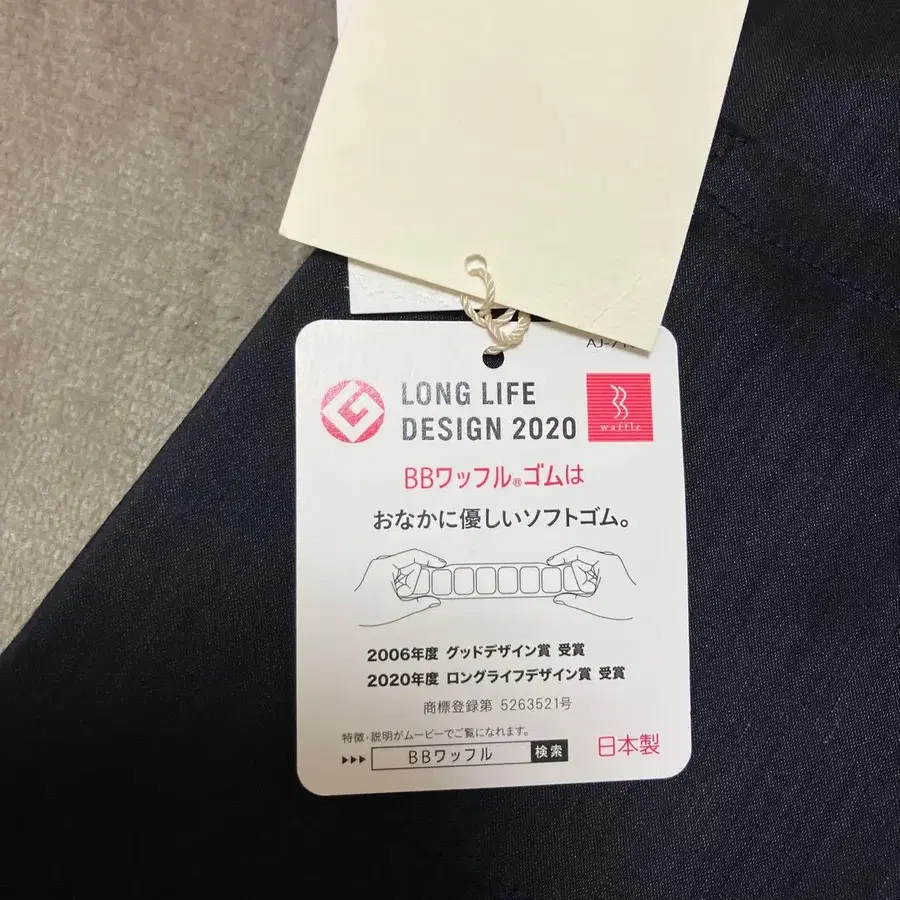 LONG LIFE
DESIGN 2020
waffle
BBワッフル®ゴムは
おなかに優しいソフトゴム。
2006年度 グッドデザイン賞 受賞
2020年度 ロングライフデザイン賞 受賞
商標登録第 5263521号
特徴・説明がムービーでご覧になれます。
▶▶▶ BBワッフル 検索
日本製